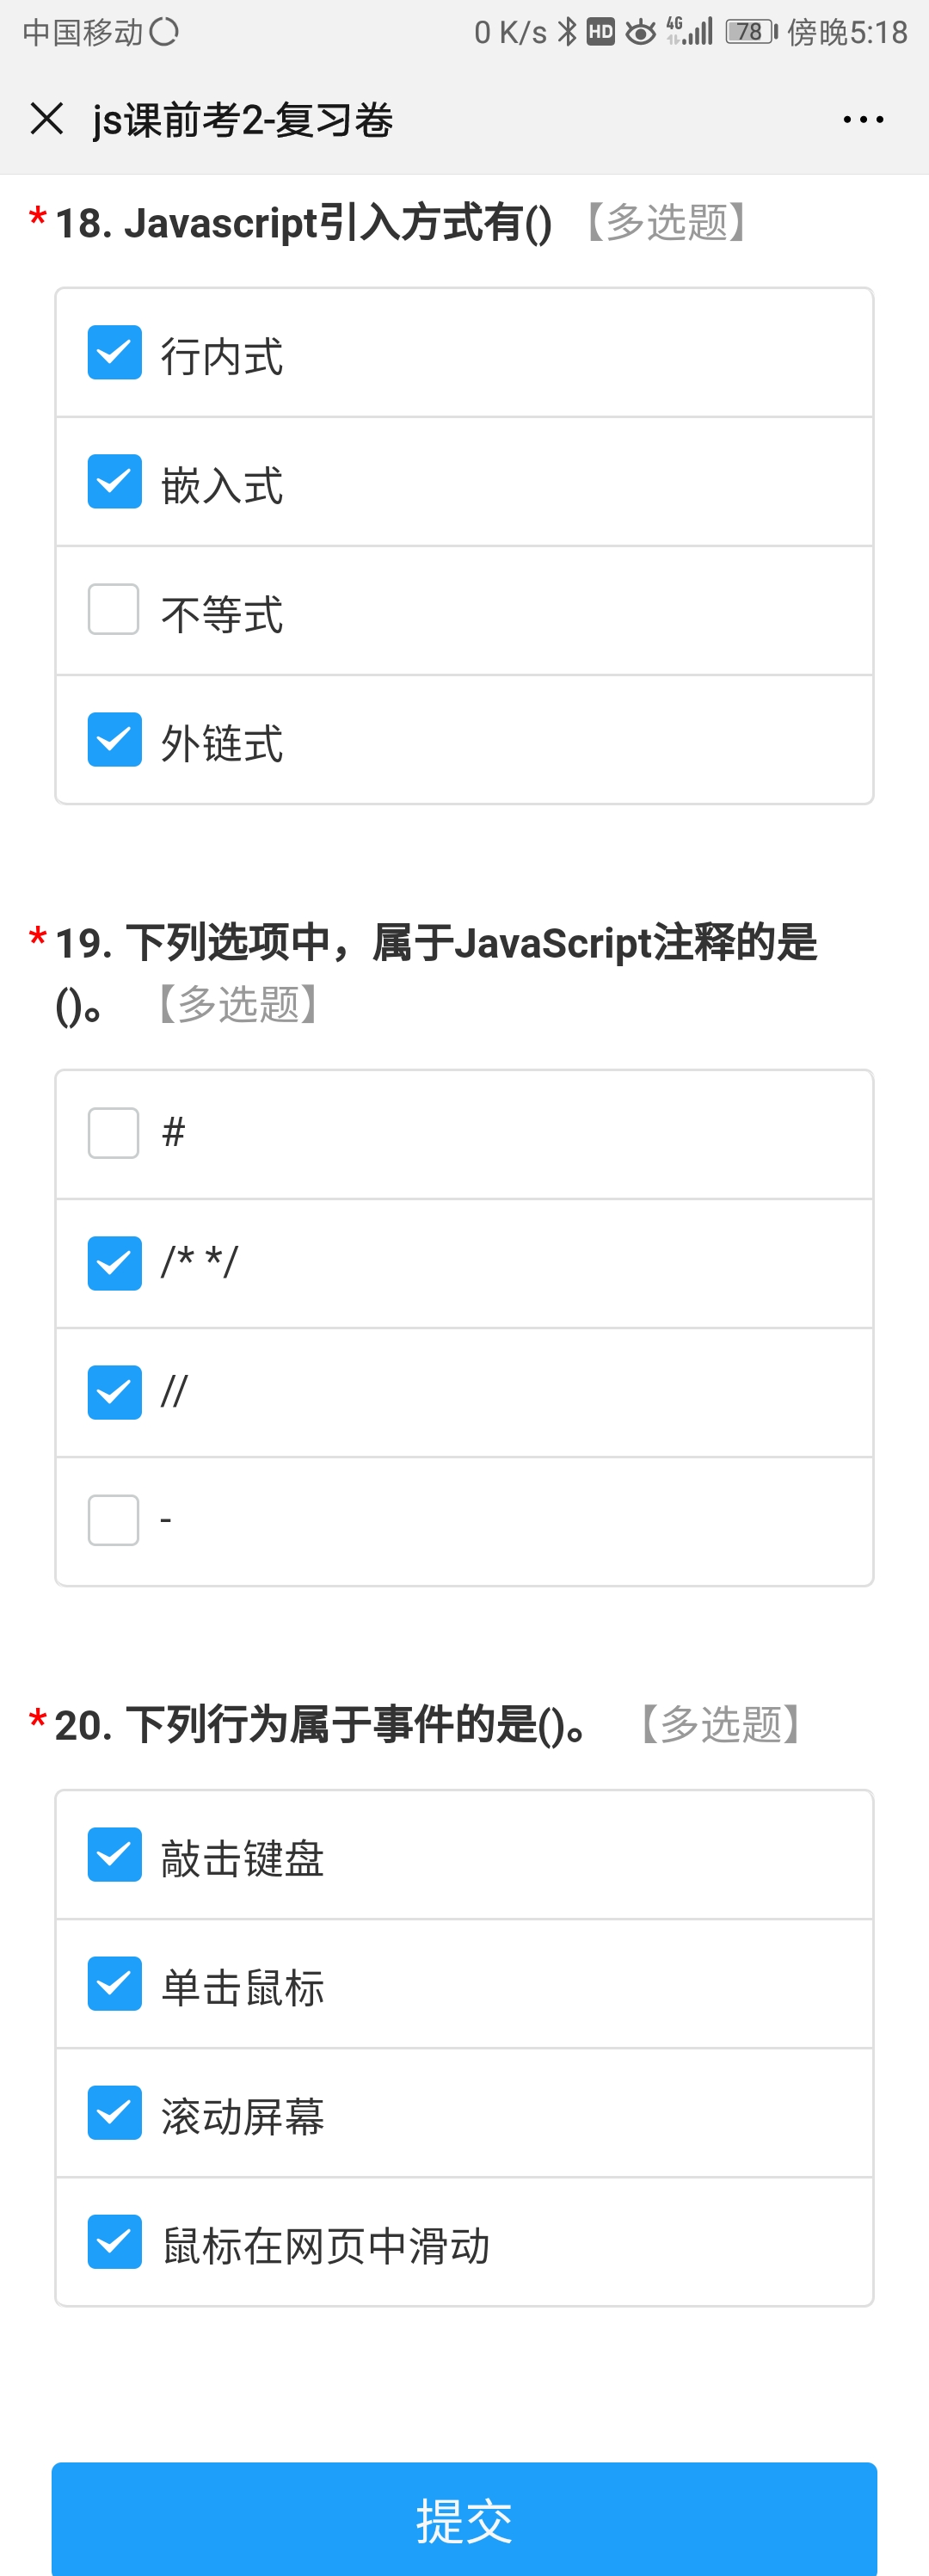 中国移动 0 K/s HD 4G 78 傍晚5:18
js课前考2-复习卷 ...
* 18. Javascript引入方式有() 【多选题】
行内式
嵌入式
不等式
外链式
* 19. 下列选项中，属于JavaScript注释的是
()。 【多选题】
#
/* */
//
-
* 20. 下列行为属于事件的是()。 【多选题】
敲击键盘
单击鼠标
滚动屏幕
鼠标在网页中滑动
提交